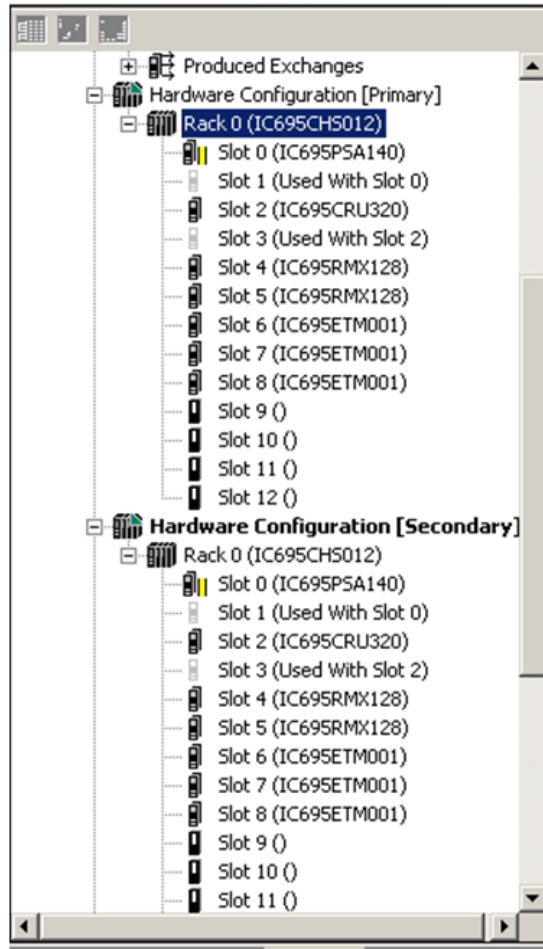 Produced Exchanges
Hardware Configuration [Primary]
Rack 0 (IC695CHS012)
Slot 0 (IC695PSA140)
Slot 1 (Used With Slot 0)
Slot 2 (IC695CRU320)
Slot 3 (Used With Slot 2)
Slot 4 (IC695RMX128)
Slot 5 (IC695RMX128)
Slot 6 (IC695ETM001)
Slot 7 (IC695ETM001)
Slot 8 (IC695ETM001)
Slot 9 ()
Slot 10 ()
Slot 11 ()
Slot 12 ()
Hardware Configuration [Secondary]
Rack 0 (IC695CHS012)
Slot 0 (IC695PSA140)
Slot 1 (Used With Slot 0)
Slot 2 (IC695CRU320)
Slot 3 (Used With Slot 2)
Slot 4 (IC695RMX128)
Slot 5 (IC695RMX128)
Slot 6 (IC695ETM001)
Slot 7 (IC695ETM001)
Slot 8 (IC695ETM001)
Slot 9 ()
Slot 10 ()
Slot 11 ()